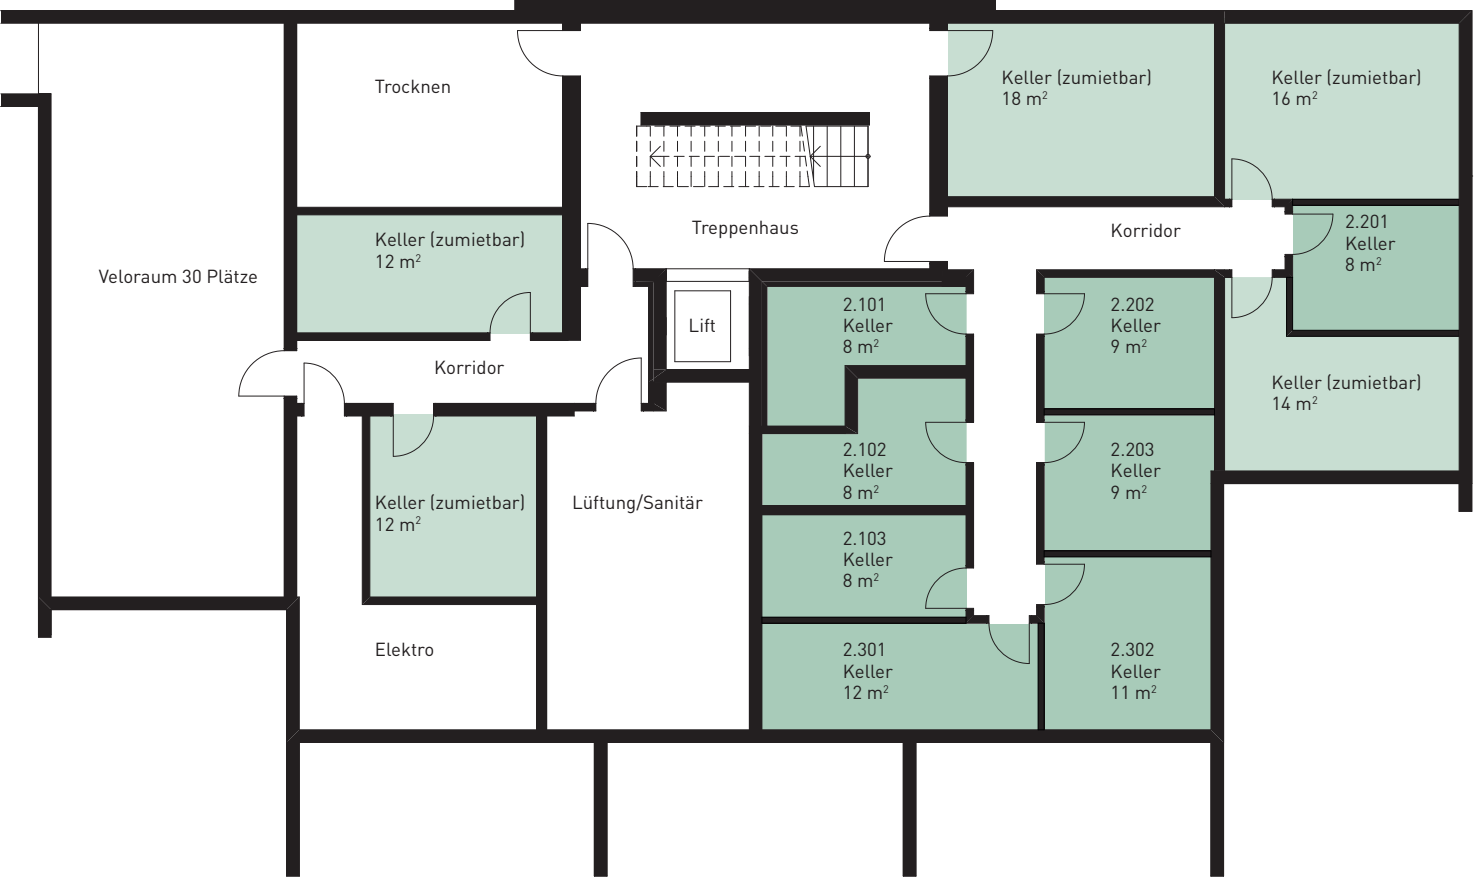 Trocknen
Keller (zumietbar)
18 m²
Keller (zumietbar)
16 m²
Keller (zumietbar)
12 m²
Treppenhaus
Korridor
2.201
Keller
8 m²
Veloraum 30 Plätze
Lift
2.101
Keller
8 m²
2.202
Keller
9 m²
Korridor
Keller (zumietbar)
14 m²
2.102
Keller
8 m²
2.203
Keller
9 m²
Keller (zumietbar)
12 m²
Lüftung/Sanitär
2.103
Keller
8 m²
Elektro
2.301
Keller
12 m²
2.302
Keller
11 m²